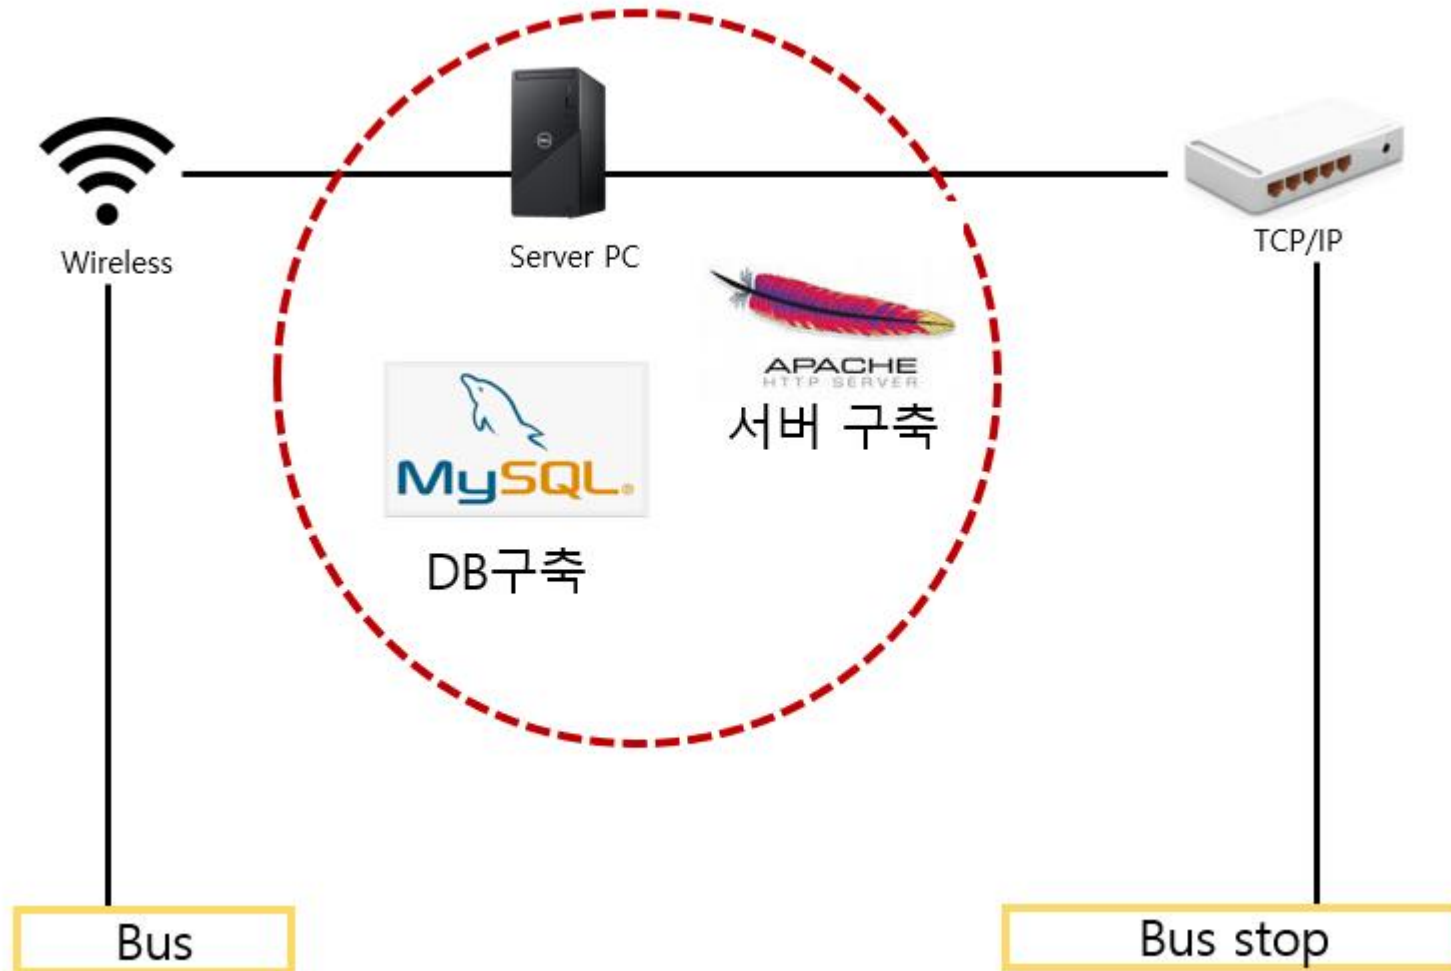 Wireless
Server PC
TCP/IP
APACHE
HTTP SERVER
서버 구축
MySQL®
DB구축
Bus
Bus stop